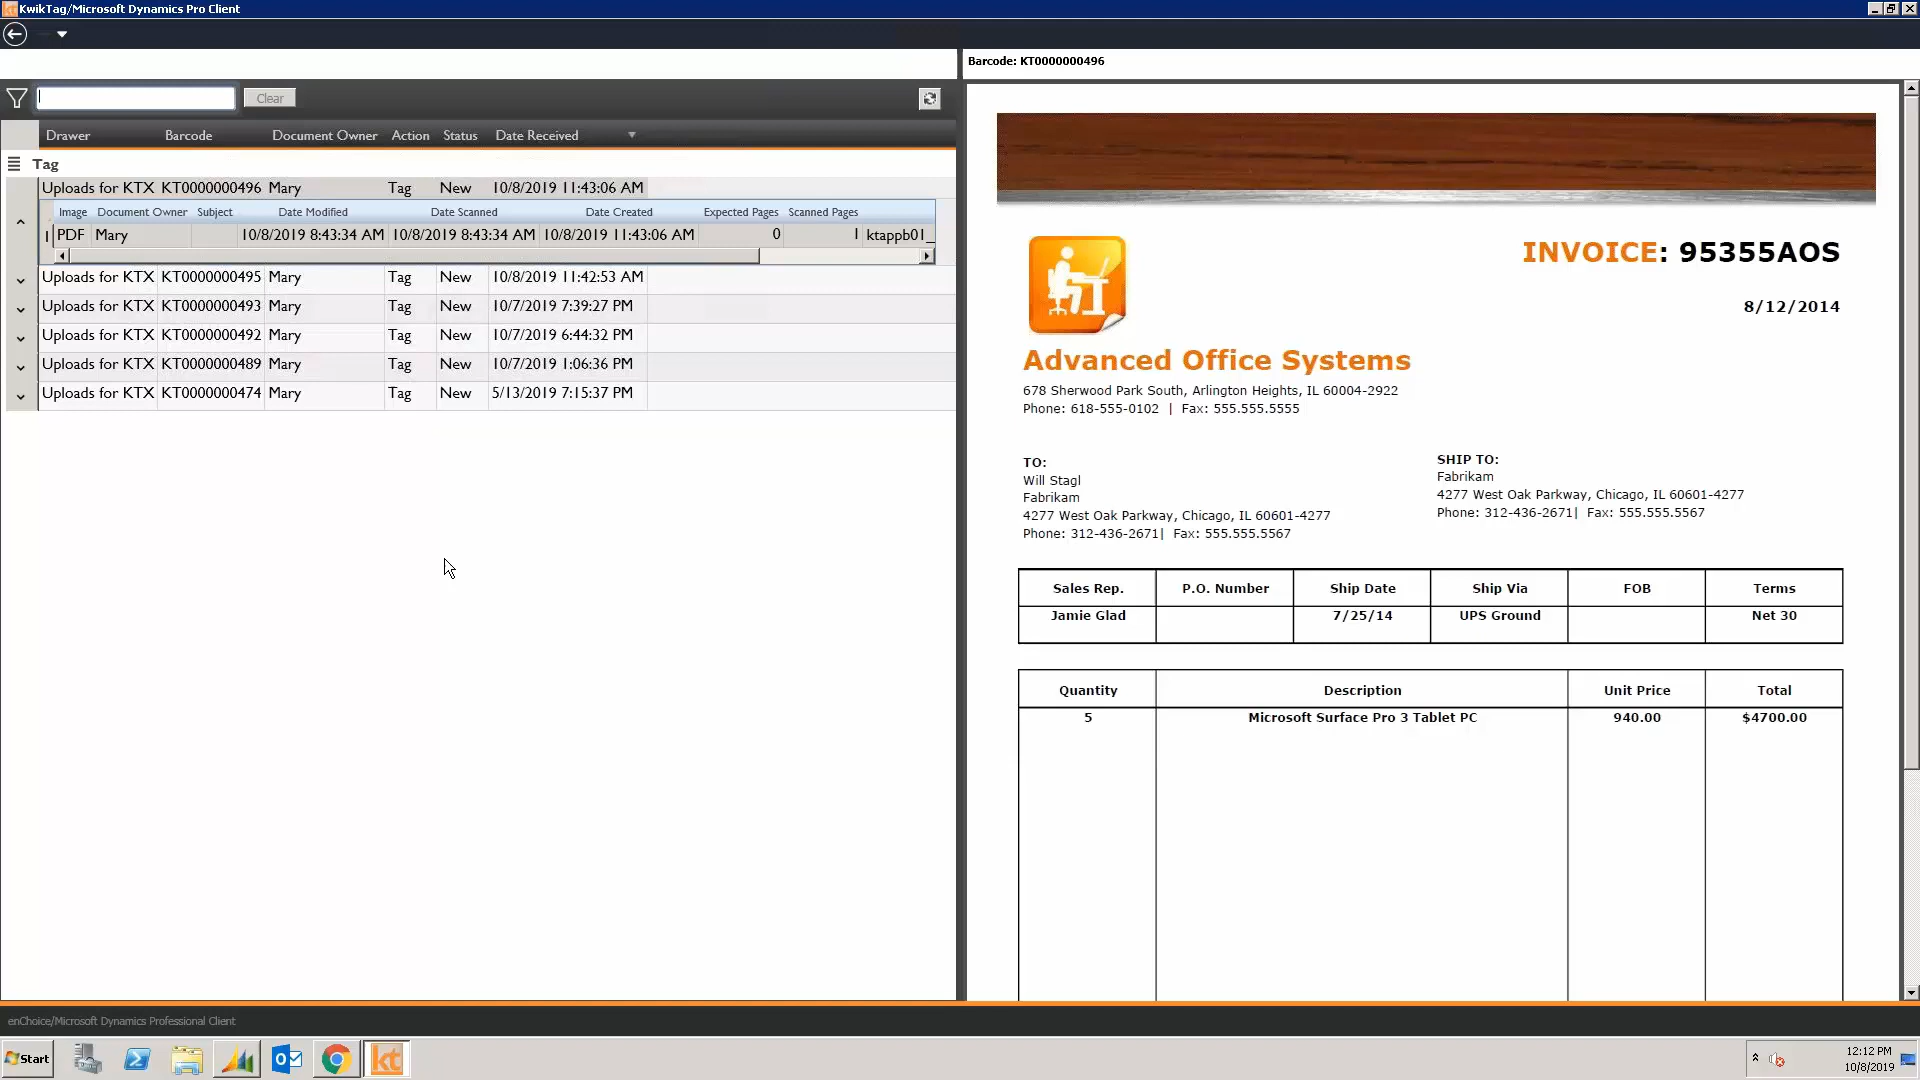 KwikTag/Microsoft Dynamics Pro Client
Barcode: KT0000000496
Clear
Drawer Barcode Document Owner Action Status Date Received
Tag
Uploads for KTX KT0000000496 Mary Tag New 10/8/2019 11:43:06 AM
Image Document Owner Subject Date Modified Date Scanned Date Created Expected Pages Scanned Pages
1 PDF Mary 10/8/2019 8:43:34 AM 10/8/2019 8:43:34 AM 10/8/2019 11:43:06 AM 0 1 ktappb01_
Uploads for KTX KT0000000495 Mary Tag New 10/8/2019 11:42:53 AM
Uploads for KTX KT0000000493 Mary Tag New 10/7/2019 7:39:27 PM
Uploads for KTX KT0000000492 Mary Tag New 10/7/2019 6:44:32 PM
Uploads for KTX KT0000000489 Mary Tag New 10/7/2019 1:06:36 PM
Uploads for KTX KT0000000474 Mary Tag New 5/13/2019 7:15:37 PM
INVOICE: 95355AOS
8/12/2014
Advanced Office Systems
678 Sherwood Park South, Arlington Heights, IL 60004-2922
Phone: 618-555-0102 | Fax: 555.555.5555
TO:
Will Stagl
Fabrikam
4277 West Oak Parkway, Chicago, IL 60601-4277
Phone: 312-436-2671| Fax: 555.555.5567
SHIP TO:
Fabrikam
4277 West Oak Parkway, Chicago, IL 60601-4277
Phone: 312-436-2671| Fax: 555.555.5567
Sales Rep. P.O. Number Ship Date Ship Via FOB Terms
Jamie Glad 7/25/14 UPS Ground Net 30
Quantity Description Unit Price Total
5 Microsoft Surface Pro 3 Tablet PC 940.00 $4700.00
enChoice/Microsoft Dynamics Professional Client
Start
kt
12:12 PM
10/8/2019